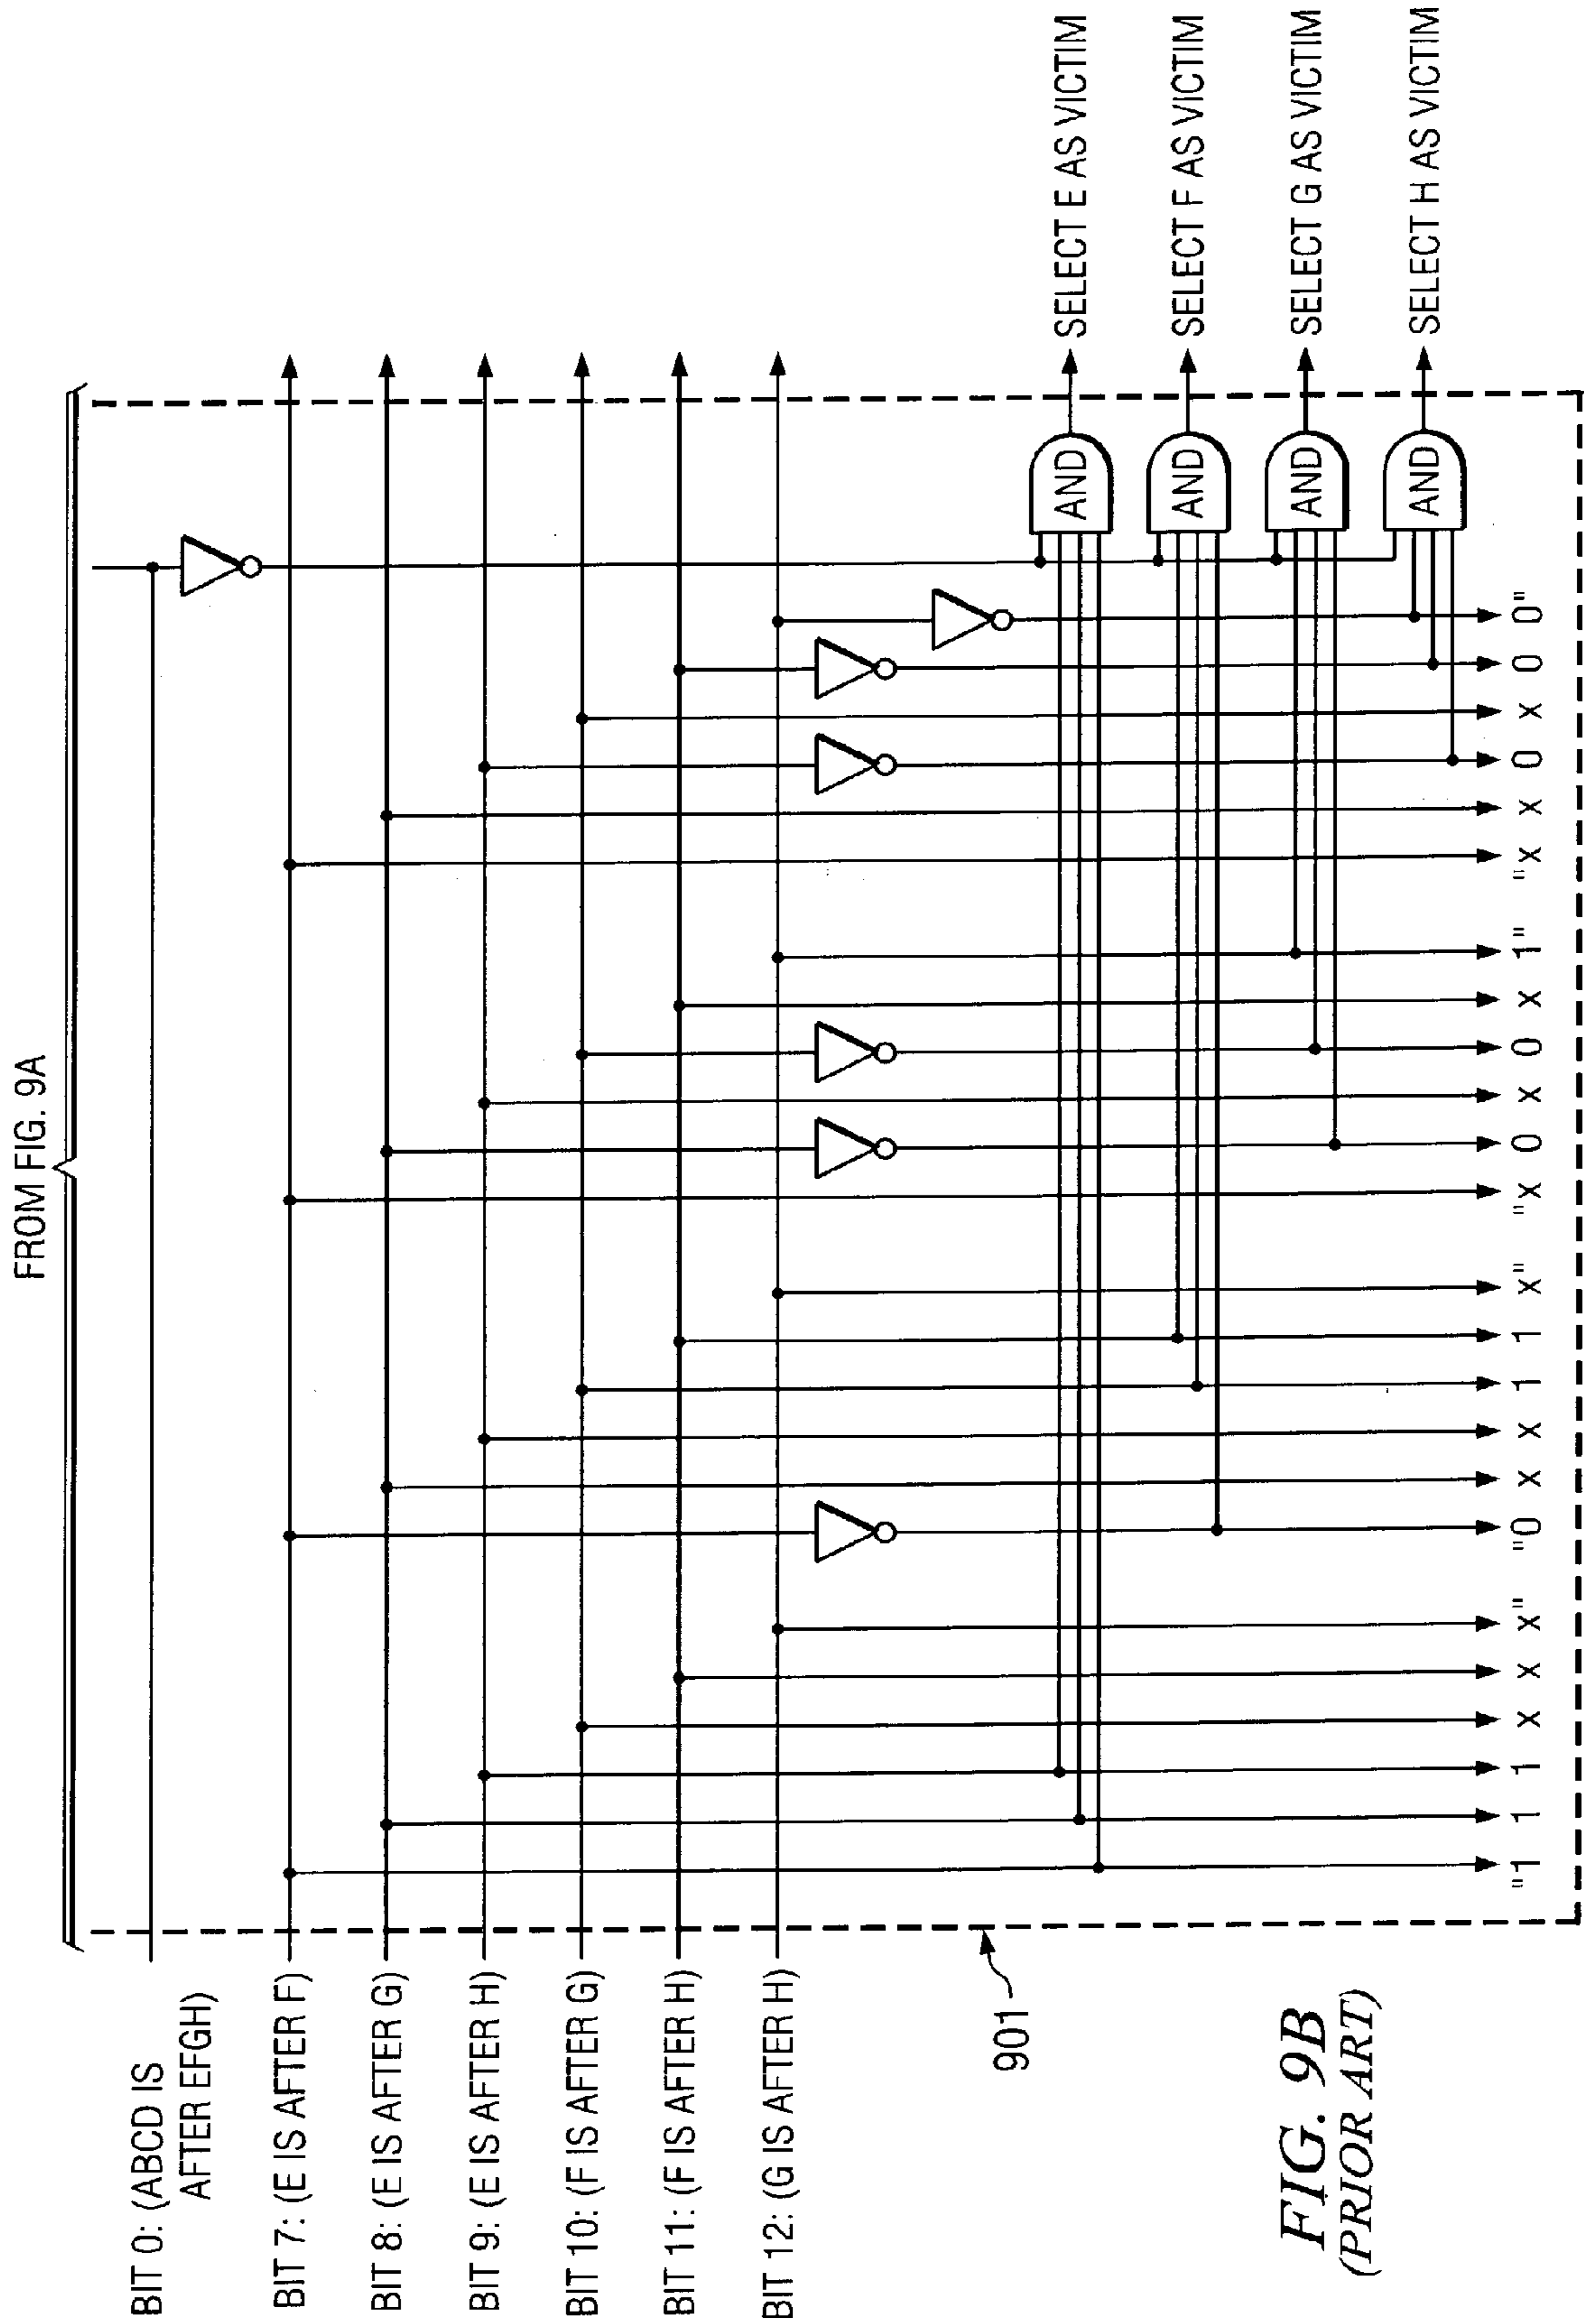 FROM FIG. 9A
BIT 0: (ABCD IS
AFTER EFGH)
BIT 7: (E IS AFTER F)
BIT 8: (E IS AFTER G)
BIT 9: (E IS AFTER H)
BIT 10: (F IS AFTER G)
BIT 11: (F IS AFTER H)
BIT 12: (G IS AFTER H)
901
AND
SELECT E AS VICTIM
AND
SELECT F AS VICTIM
AND
SELECT G AS VICTIM
AND
SELECT H AS VICTIM
"1 1 1 X X X" "0 X X 1 1 X" "X 0 X 0 X 1" "X X 0 X 0 0"
FIG. 9B
(PRIOR ART)